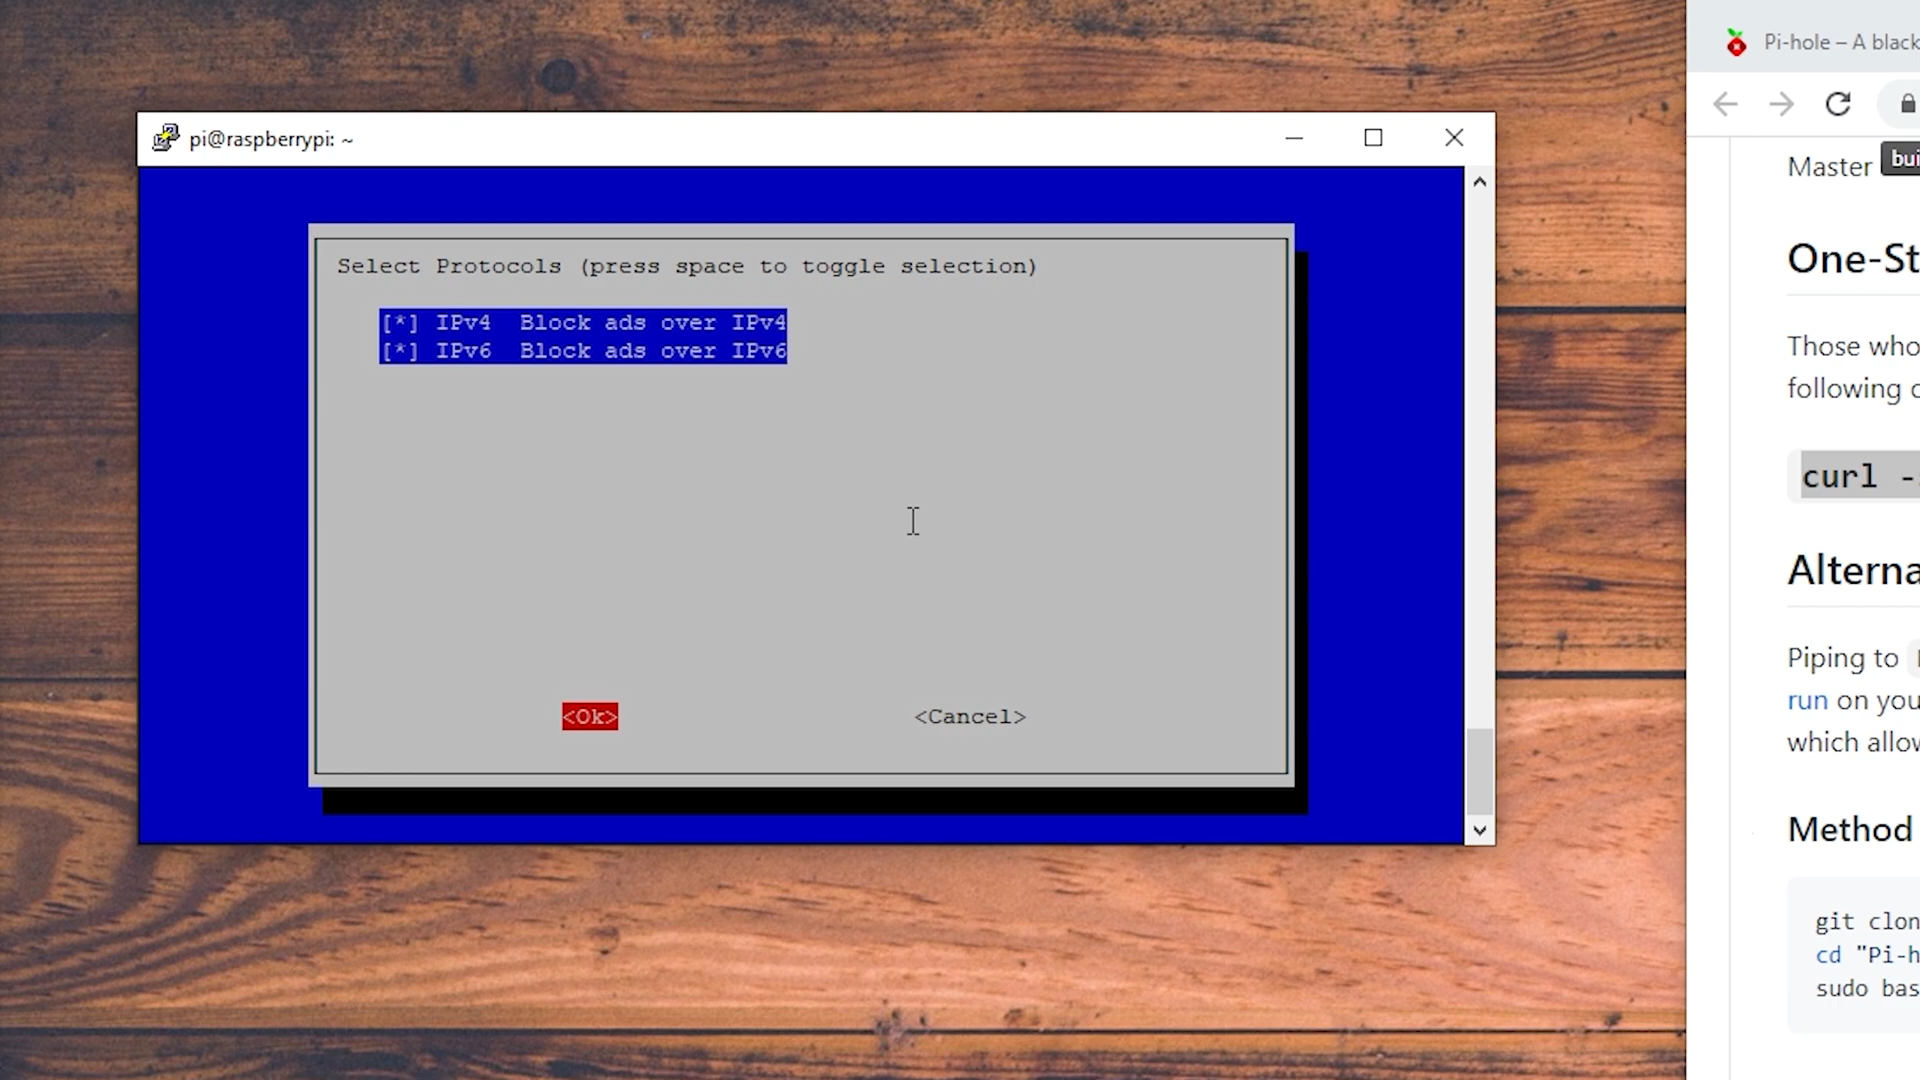 pi@raspberrypi: ~
Select Protocols (press space to toggle selection)
[*] IPv4 Block ads over IPv4
[*] IPv6 Block ads over IPv6
<Ok>
<Cancel>
Pi-hole – A black
Master
bui
One-St
Those who
following
curl -
Alterna
Piping to
run on you
which allow
Method
git clon
cd "Pi-h
sudo bas